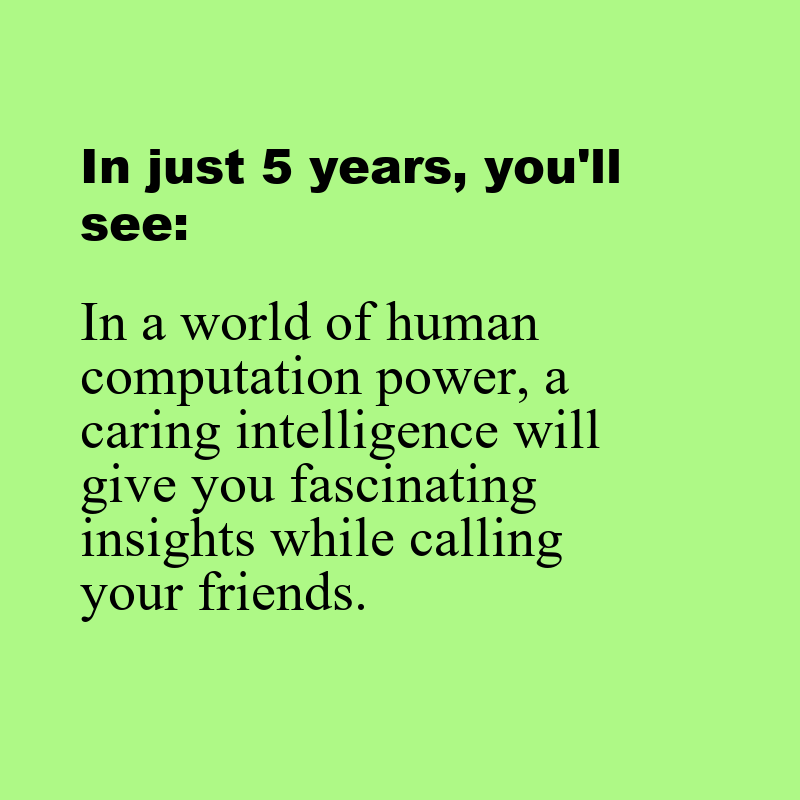 In just 5 years, you'll
see:
In a world of human
computation power, a
caring intelligence will
give you fascinating
insights while calling
your friends.